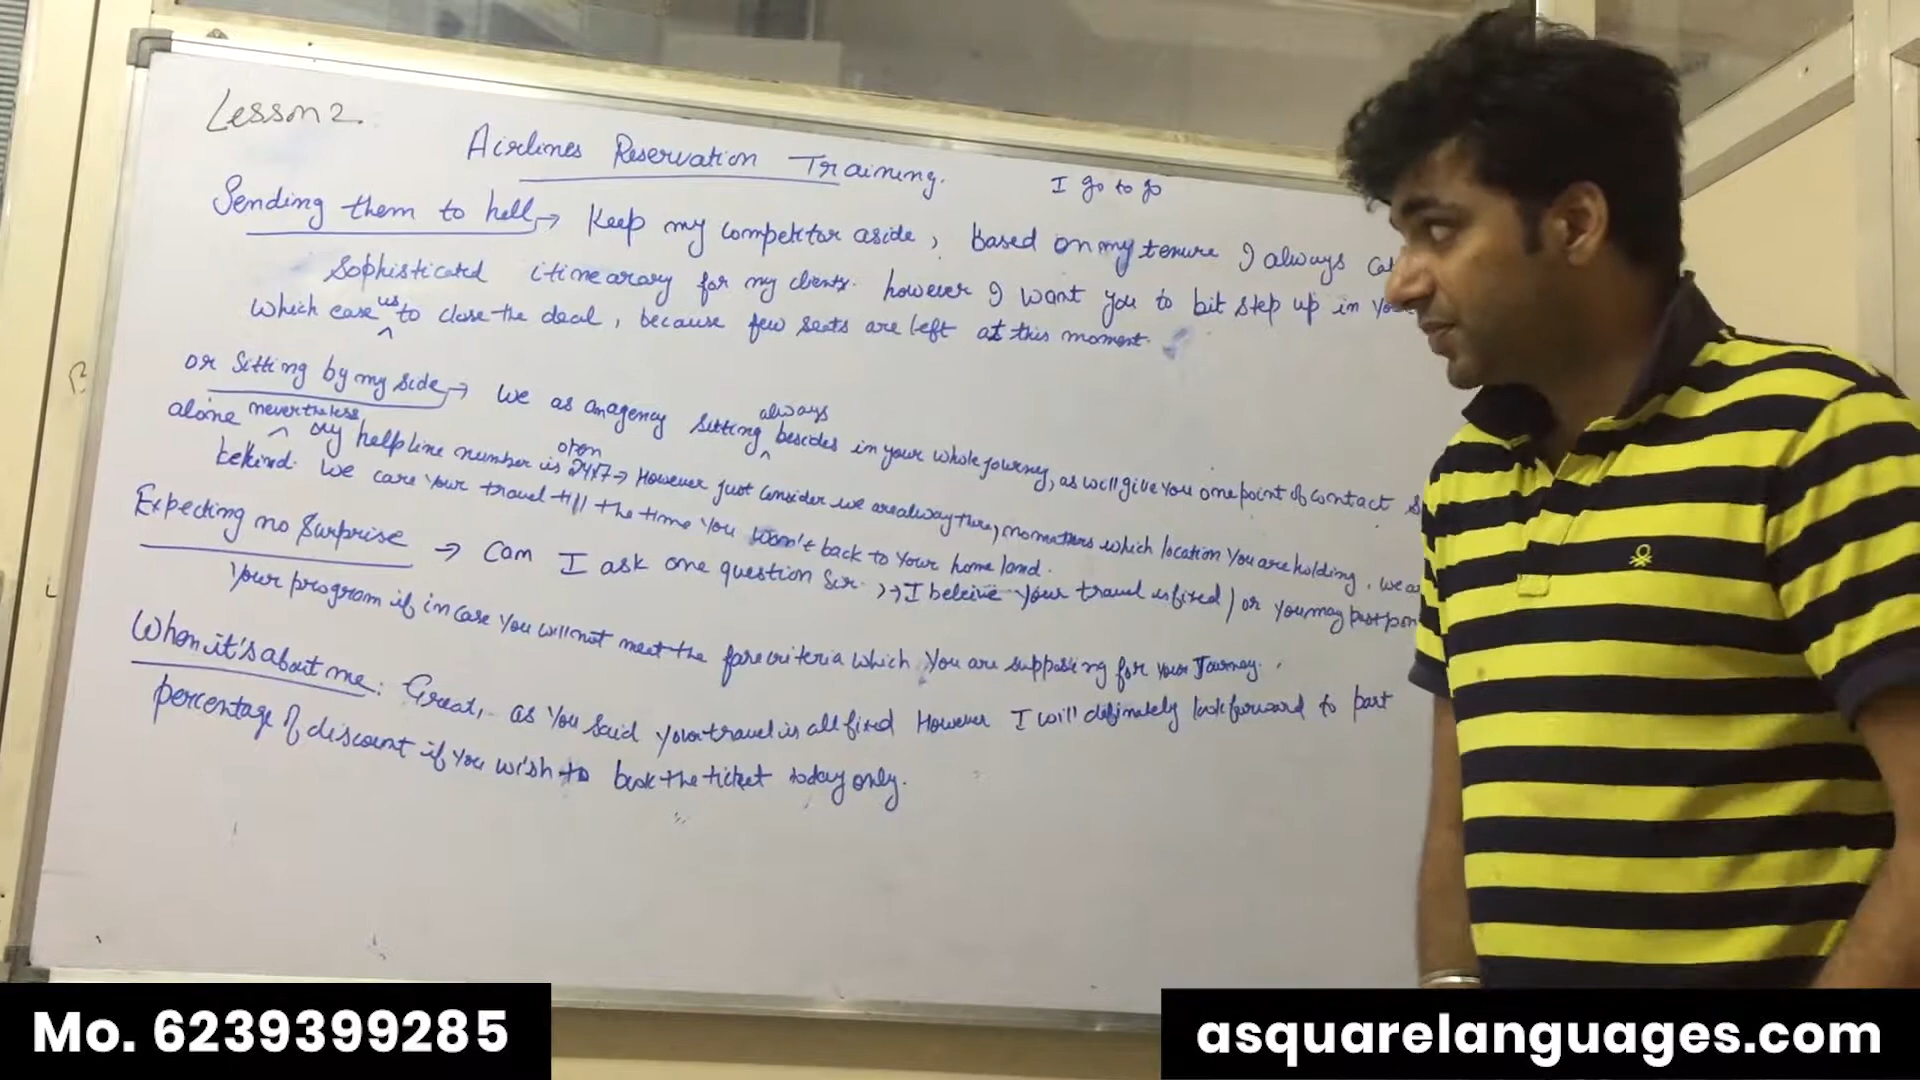 Lesson 2.
Airlines Reservation Training.
I go to go
Sending them to hell → Keep my competitor aside, based on my tenure I always
Sophisticated itinearary for my clients. however I want you to bit step up in
which ease us to close the deal, because few seats are left at this moment.
or Sitting by my side → we as an agency sitting always besides in your whole journey, as we'll give you one point of contact
alone nevertheless my helpline number is open 24x7 → However just consider we are always there, no matters which location you are holding. we
behind. we care your travel till the time you won't back to your home land.
Expecting no Surprise → Can I ask one question Sir. → I beleive your travel is fixed / or you may postpon
your program if in case you will not meet the fare criteria which you are supposing for your Journey.
When it's about me: Great, as you said your travel is all fixed However I will definately look forward to part
percentage of discount if you wish to book the ticket today only.
Mo. 6239399285
asquarelanguages.com